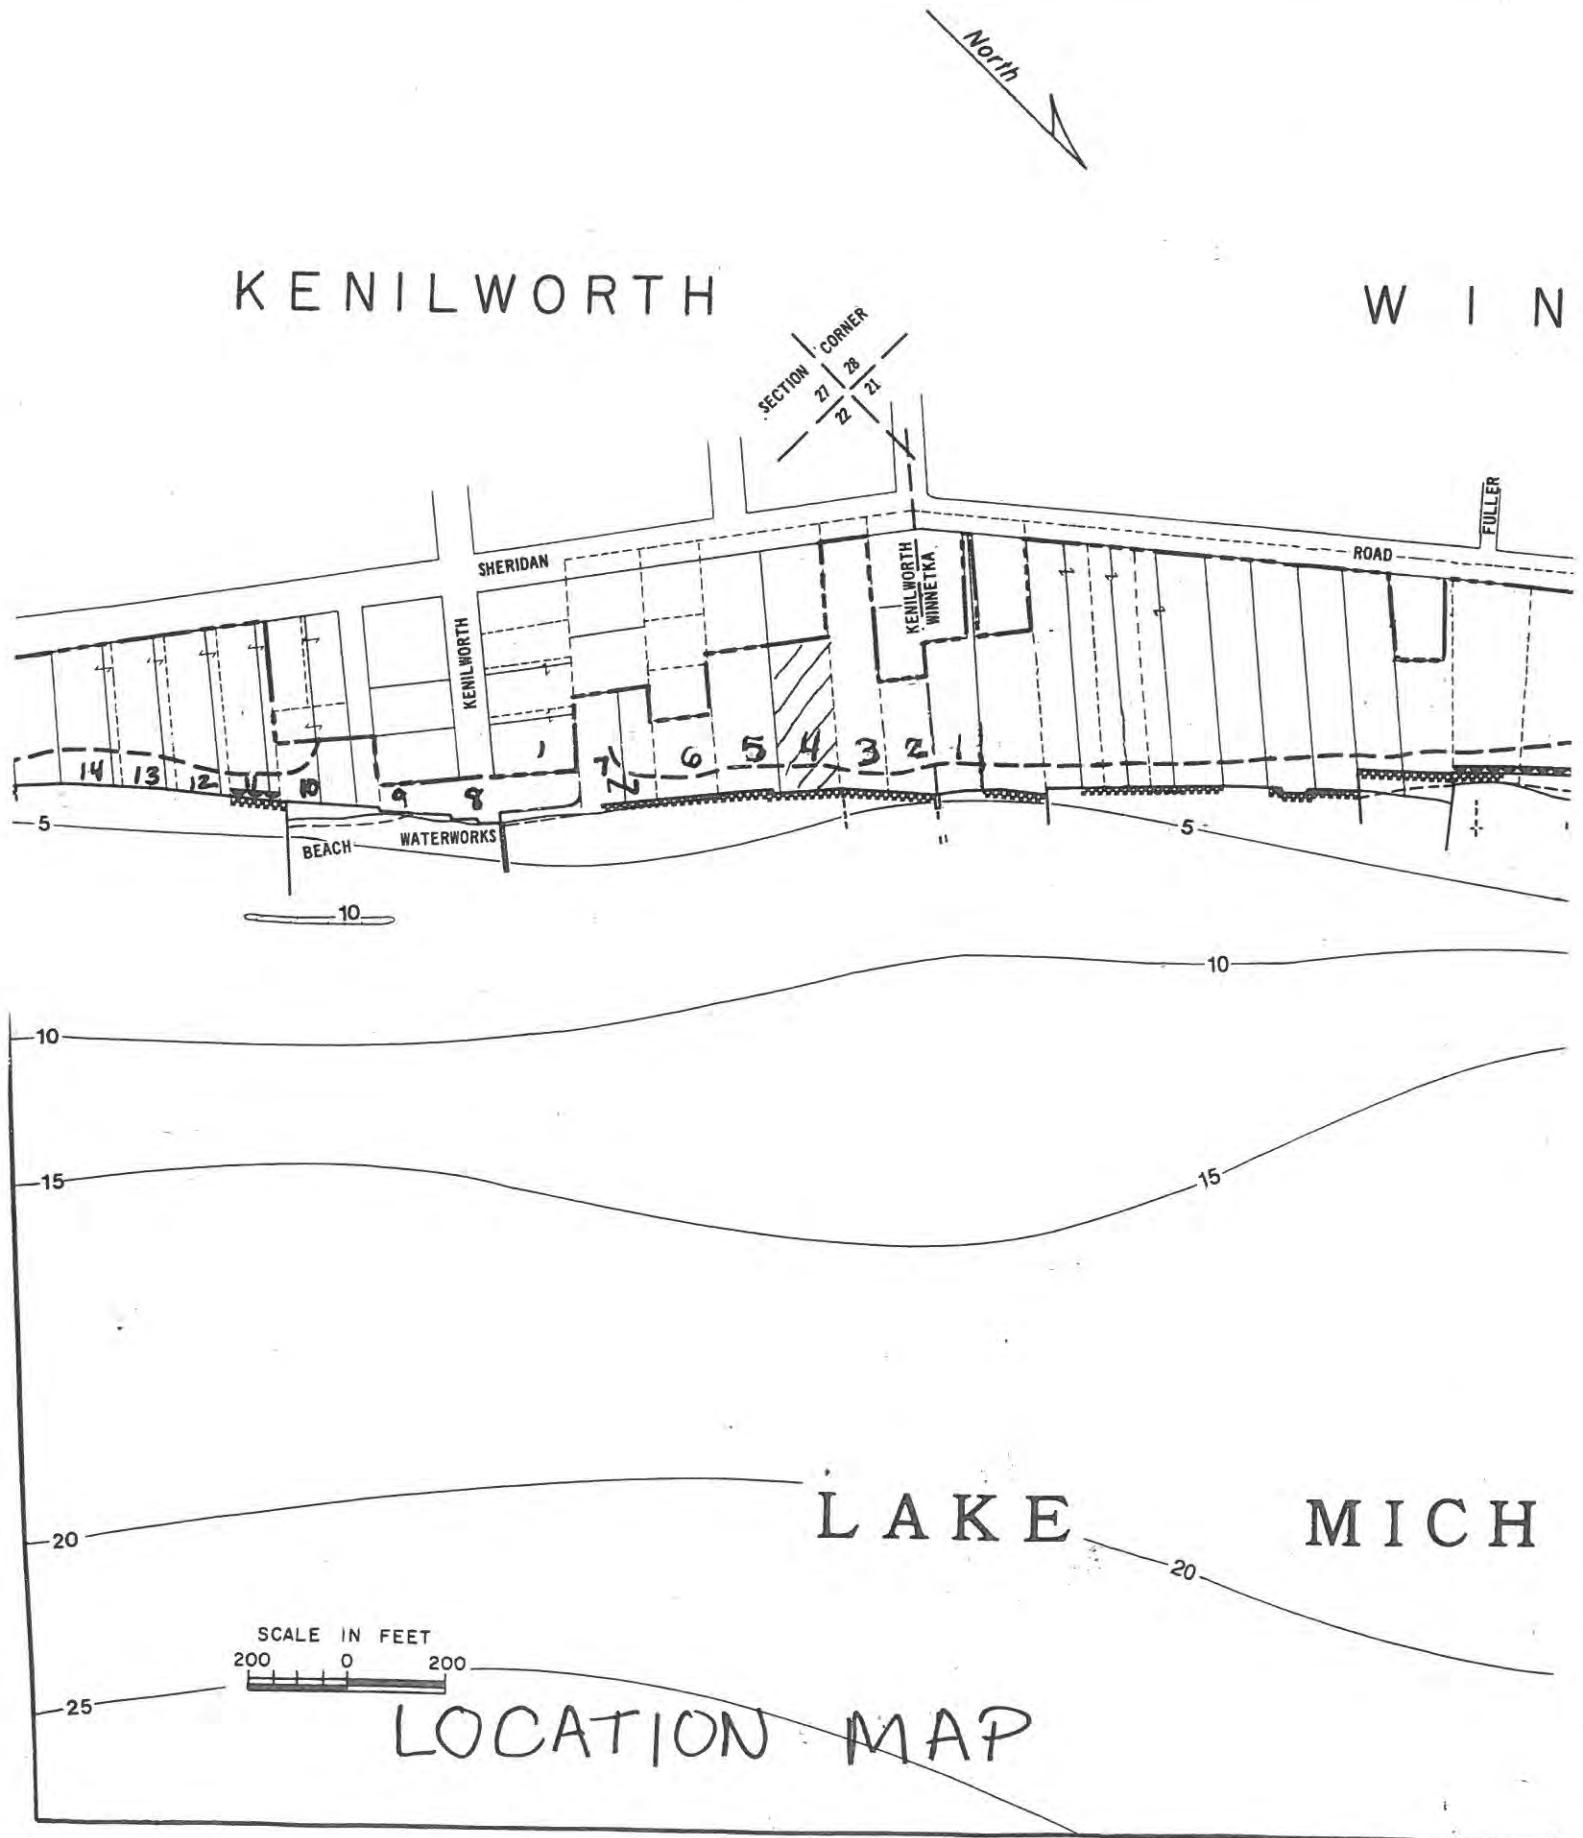 North
KENILWORTH
WIN
SECTION CORNER
27 28
22 21
FULLER
SHERIDAN
ROAD
KENILWORTH
WINNETKA
KENILWORTH
14 13 12 11 10 9 8 1 7 6 5 4 3 2 1
5
BEACH
WATERWORKS
5
10
10
10
15
15
LAKE MICH
20
20
SCALE IN FEET
200 0 200
25
LOCATION MAP